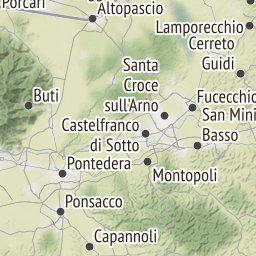 Porcari
Altopascio
Lamporecchio
Cerreto
Guidi
Santa
Croce
sull'Arno
Buti
Fucecchio
San Mini
Basso
Castelfranco
di Sotto
Pontedera
Montopoli
Ponsacco
Capannoli